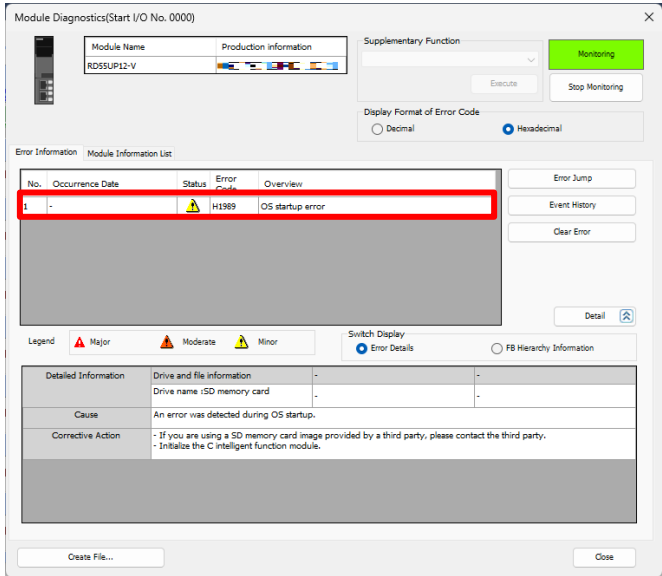 Module Diagnostics(Start I/O No. 0000)
Module Name
Production information
RD55UP12-V
Supplementary Function
Execute
Monitoring
Stop Monitoring
Display Format of Error Code
Decimal
Hexadecimal
Error Information
Module Information List
No.
Occurrence Date
Status
Error
Code
Overview
1
-
H1989
OS startup error
Error Jump
Event History
Clear Error
Detail
Legend
Major
Moderate
Minor
Switch Display
Error Details
FB Hierarchy Information
Detailed Information
Drive and file information
-
-
Drive name :SD memory card
-
-
Cause
An error was detected during OS startup.
Corrective Action
- If you are using a SD memory card image provided by a third party, please contact the third party.
- Initialize the C intelligent function module.
Create File...
Close